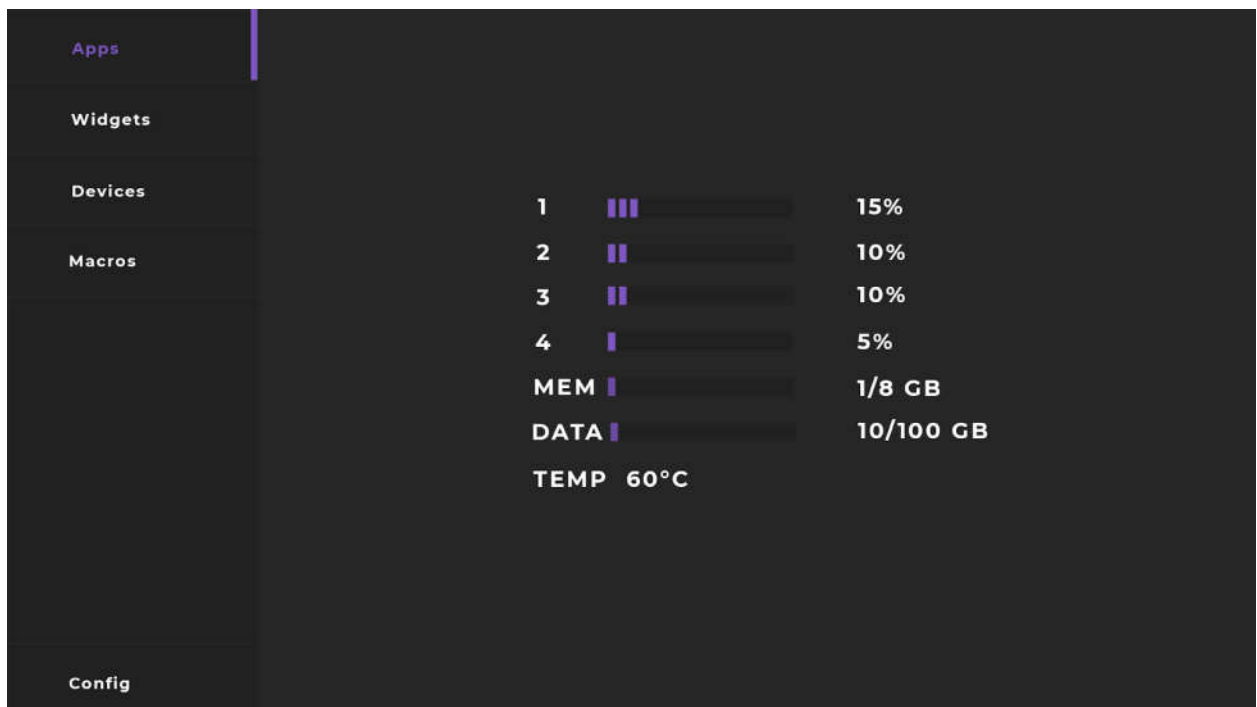 Apps
Widgets
Devices
Macros
Config
1 15%
2 10%
3 10%
4 5%
MEM 1/8 GB
DATA 10/100 GB
TEMP 60°C